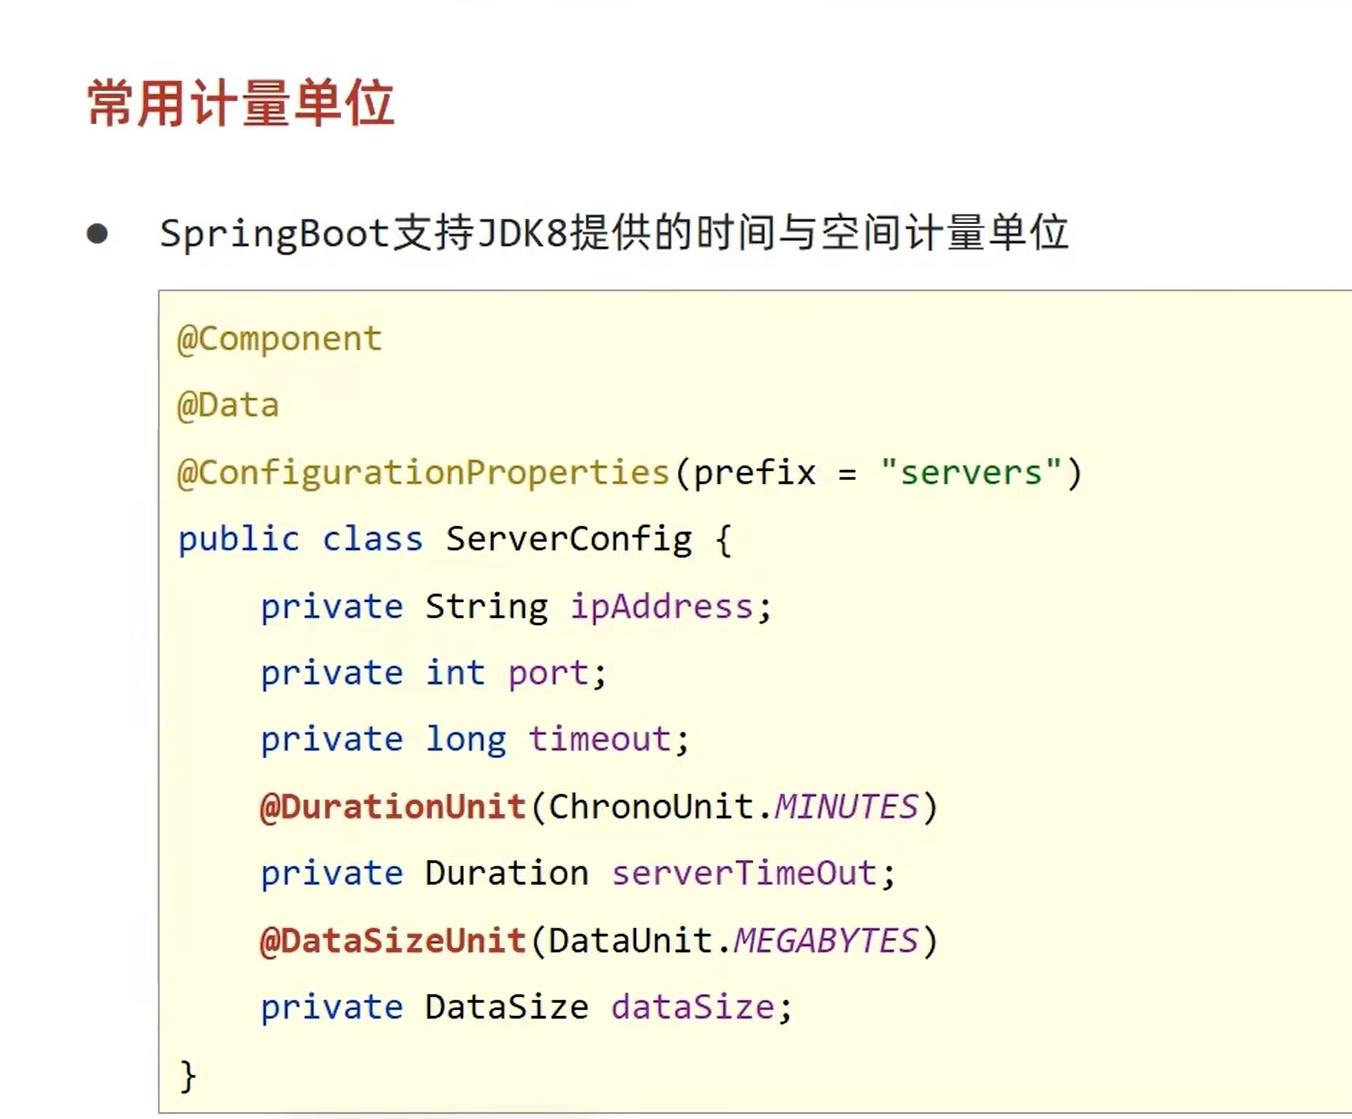 常用计量单位
● SpringBoot支持JDK8提供的时间与空间计量单位
@Component
@Data
@ConfigurationProperties(prefix = "servers")
public class ServerConfig {
    private String ipAddress;
    private int port;
    private long timeout;
    @DurationUnit(ChronoUnit.MINUTES)
    private Duration serverTimeOut;
    @DataSizeUnit(DataUnit.MEGABYTES)
    private DataSize dataSize;
}